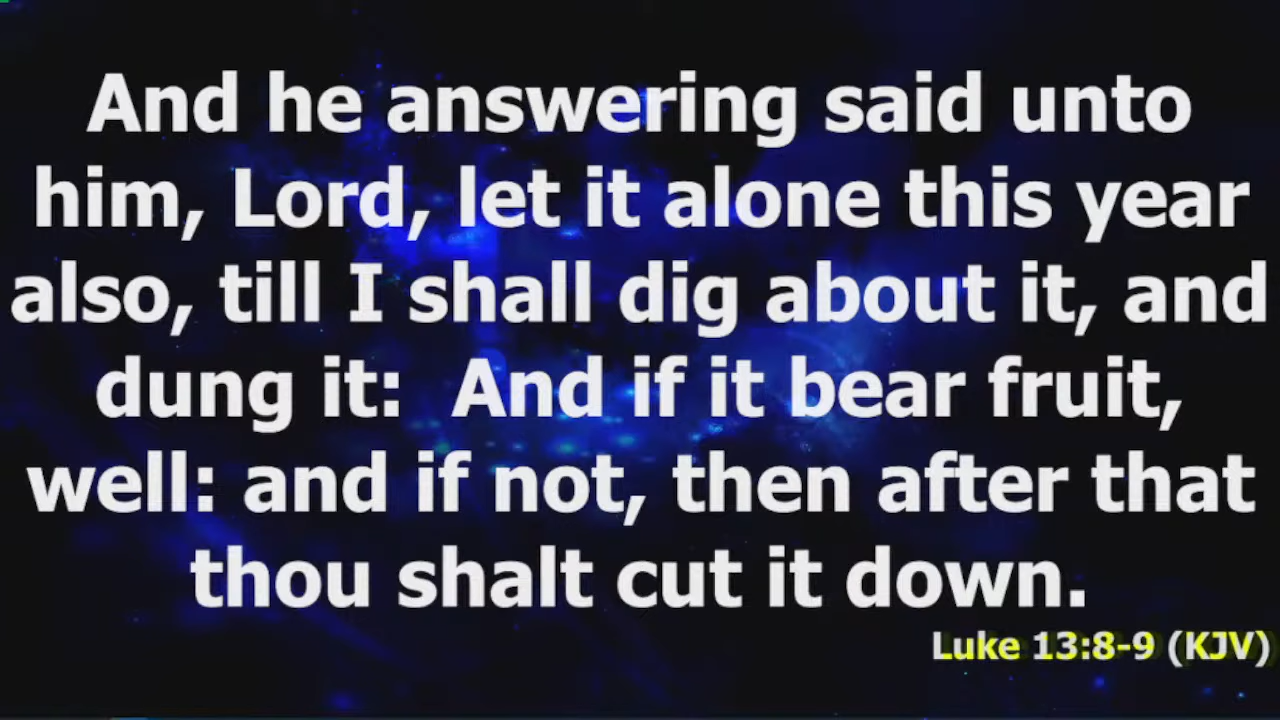 And he answering said unto
him, Lord, let it alone this year
also, till I shall dig about it, and
dung it:  And if it bear fruit,
well: and if not, then after that
thou shalt cut it down.
Luke 13:8-9 (KJV)